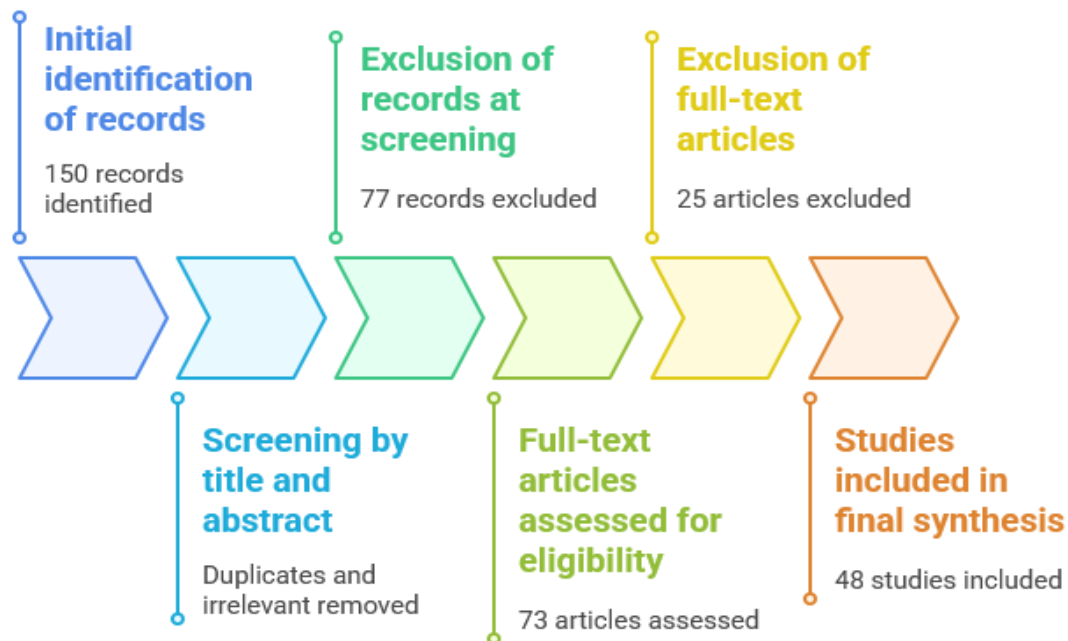 Initial
identification
of records
150 records
identified
Screening by
title and
abstract
Duplicates and
irrelevant removed
Exclusion of
records at
screening
77 records excluded
Full-text
articles
assessed for
eligibility
73 articles assessed
Exclusion of
full-text
articles
25 articles excluded
Studies
included in
final synthesis
48 studies included